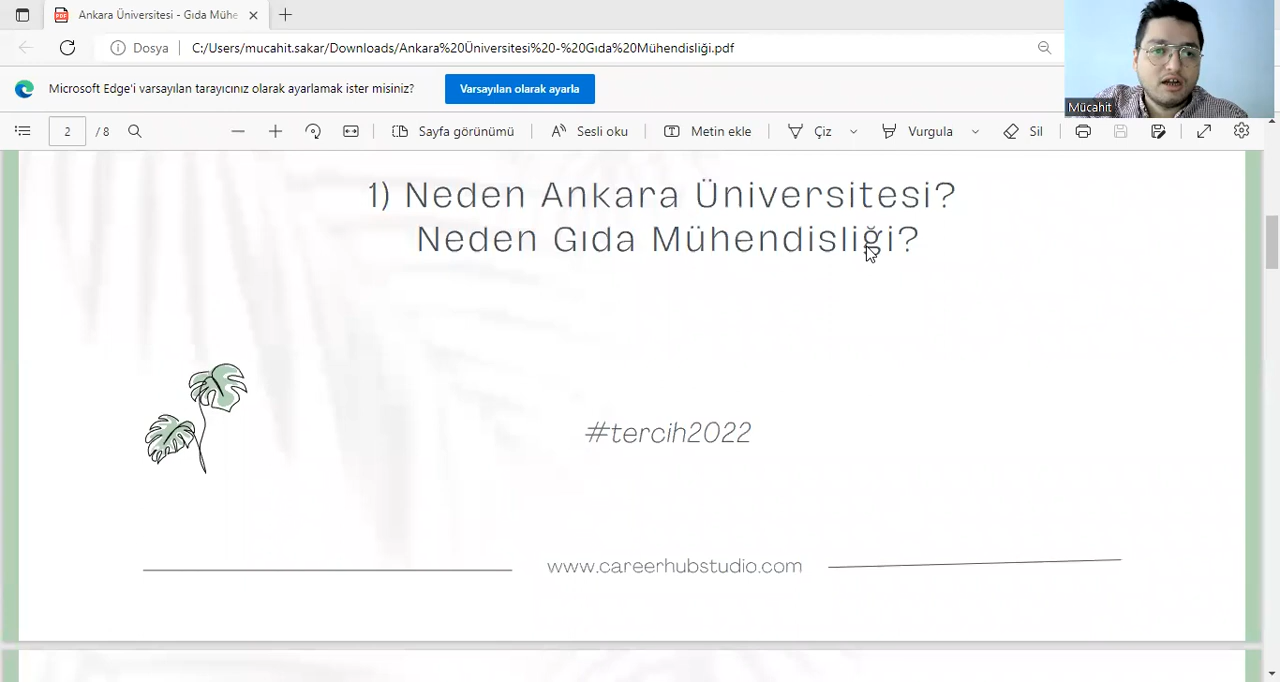 Ankara Üniversitesi - Gıda Mühe
Dosya
C:/Users/mucahit.sakar/Downloads/Ankara%20Üniversitesi%20-%20Gıda%20Mühendisliği.pdf
Microsoft Edge'i varsayılan tarayıcınız olarak ayarlamak ister misiniz?
Varsayılan olarak ayarla
Mücahit
2 / 8
Sayfa görünümü
Sesli oku
Metin ekle
Çiz
Vurgula
Sil
1) Neden Ankara Üniversitesi?
Neden Gıda Mühendisliği?
#tercih2022
www.careerhubstudio.com